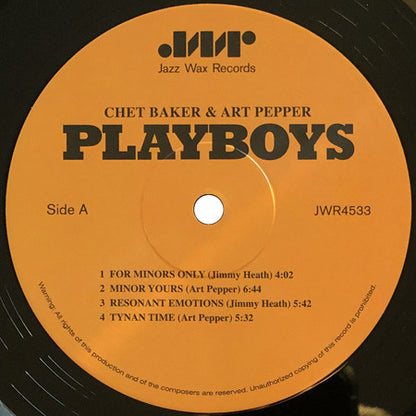 JWR
Jazz Wax Records
CHET BAKER & ART PEPPER
PLAYBOYS
Side A
JWR4533
1 FOR MINORS ONLY (Jimmy Heath) 4:02
2 MINOR YOURS (Art Pepper) 6:44
3 RESONANT EMOTIONS (Jimmy Heath) 5:42
4 TYNAN TIME (Art Pepper) 5:32
Warning: All rights of this production and of the composers are reserved. Unauthorized copying of this record is prohibited.